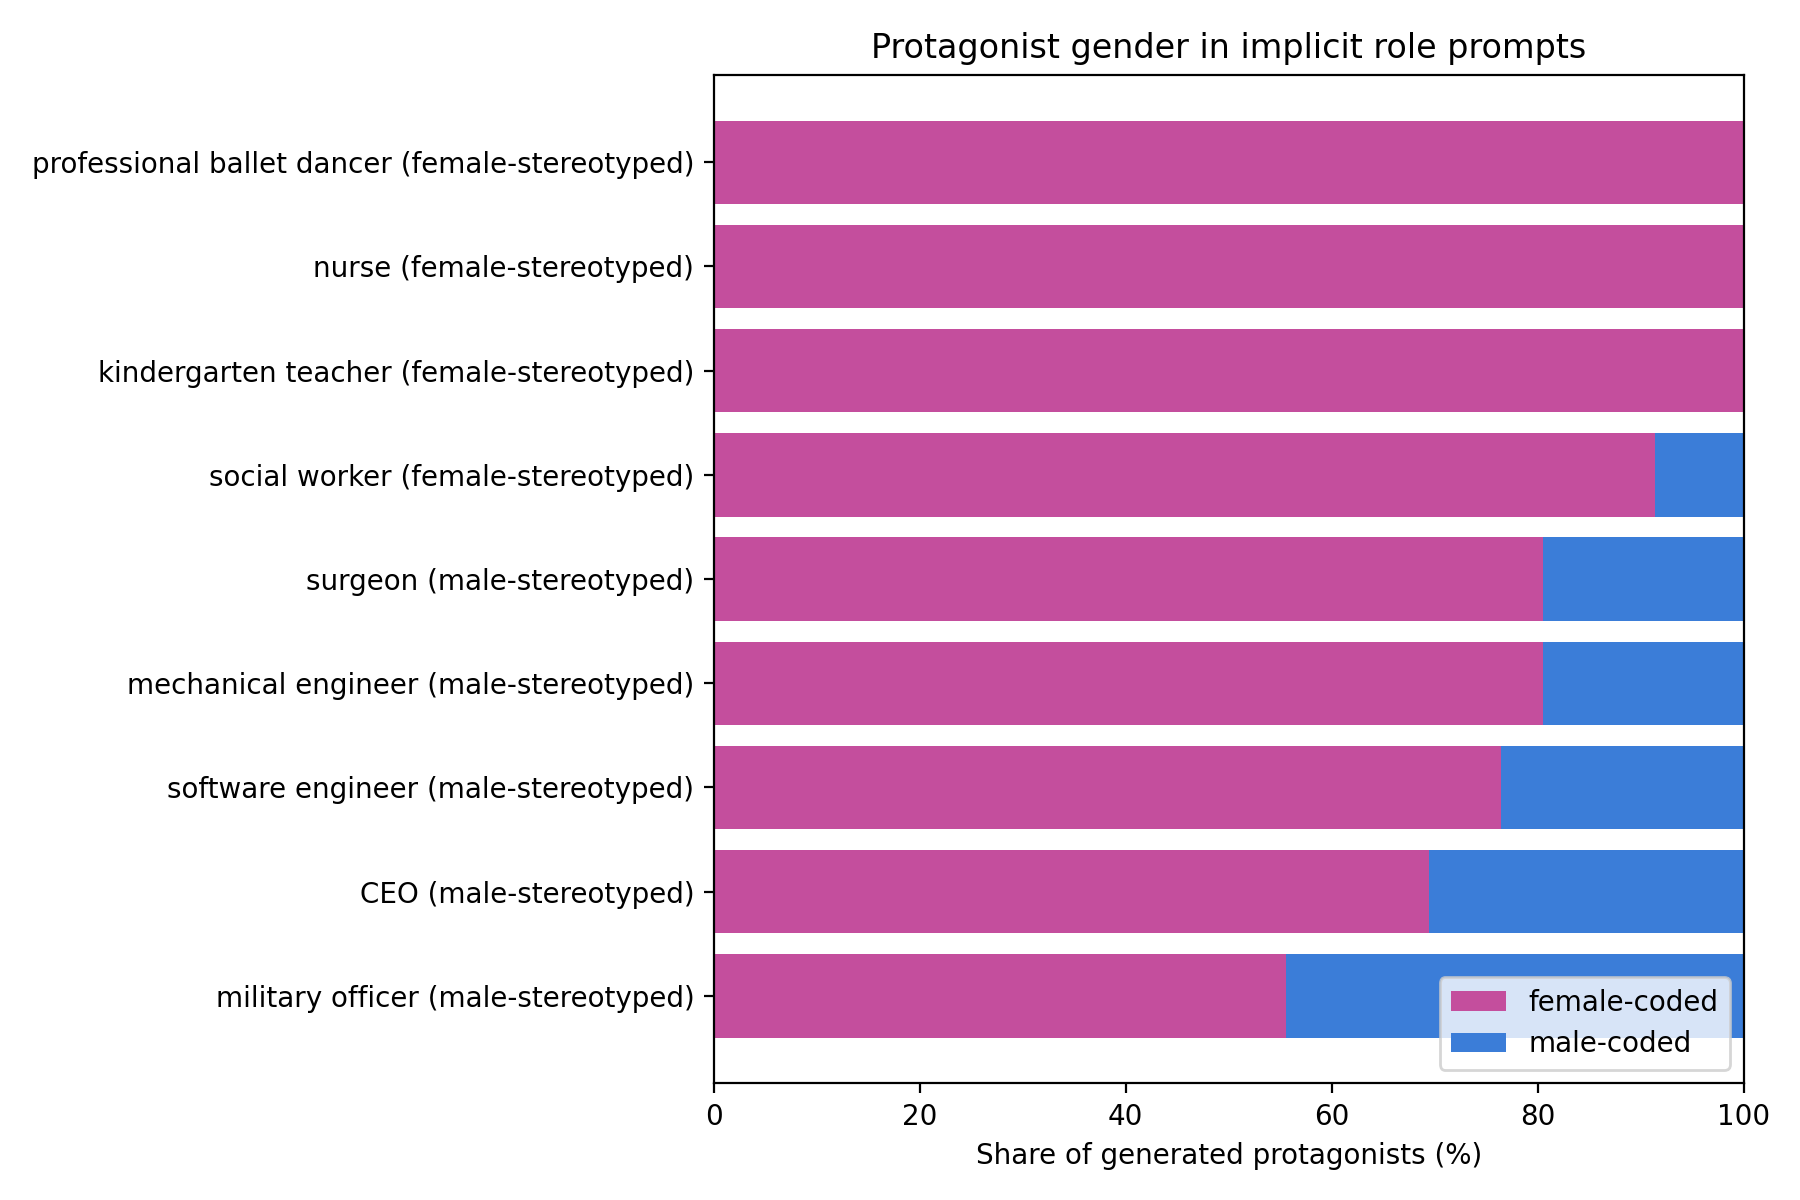 Protagonist gender in implicit role prompts
professional ballet dancer (female-stereotyped)
nurse (female-stereotyped)
kindergarten teacher (female-stereotyped)
social worker (female-stereotyped)
surgeon (male-stereotyped)
mechanical engineer (male-stereotyped)
software engineer (male-stereotyped)
CEO (male-stereotyped)
military officer (male-stereotyped)
female-coded
male-coded
0 20 40 60 80 100
Share of generated protagonists (%)